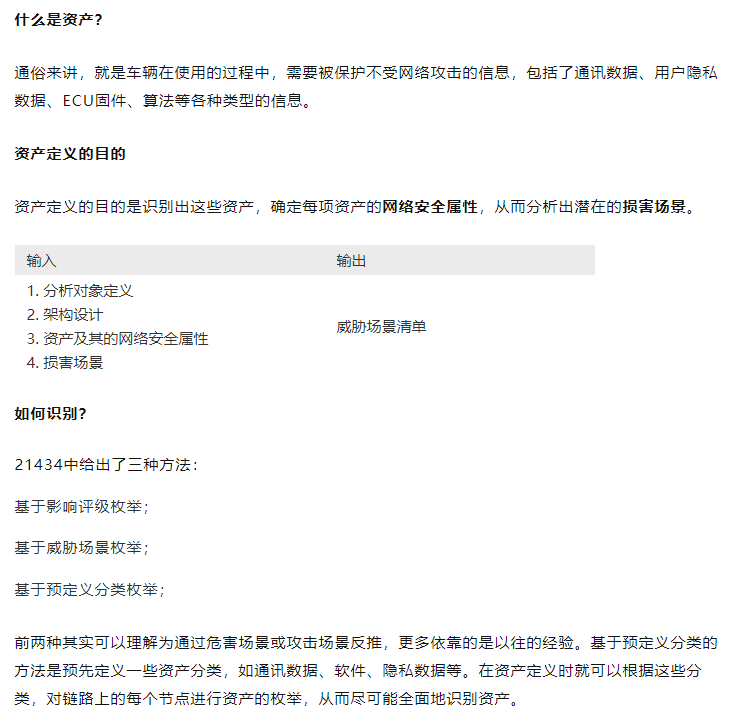 什么是资产?
通俗来讲，就是车辆在使用的过程中，需要被保护不受网络攻击的信息，包括了通讯数据、用户隐私
数据、ECU固件、算法等各种类型的信息。
资产定义的目的
资产定义的目的是识别出这些资产，确定每项资产的网络安全属性，从而分析出潜在的损害场景。
输入 输出
1. 分析对象定义
2. 架构设计
3. 资产及其的网络安全属性
4. 损害场景
威胁场景清单
如何识别?
21434中给出了三种方法：
基于影响评级枚举；
基于威胁场景枚举；
基于预定义分类枚举；
前两种其实可以理解为通过危害场景或攻击场景反推，更多依靠的是以往的经验。基于预定义分类的
方法是预先定义一些资产分类，如通讯数据、软件、隐私数据等。在资产定义时就可以根据这些分
类，对链路上的每个节点进行资产的枚举，从而尽可能全面地识别资产。